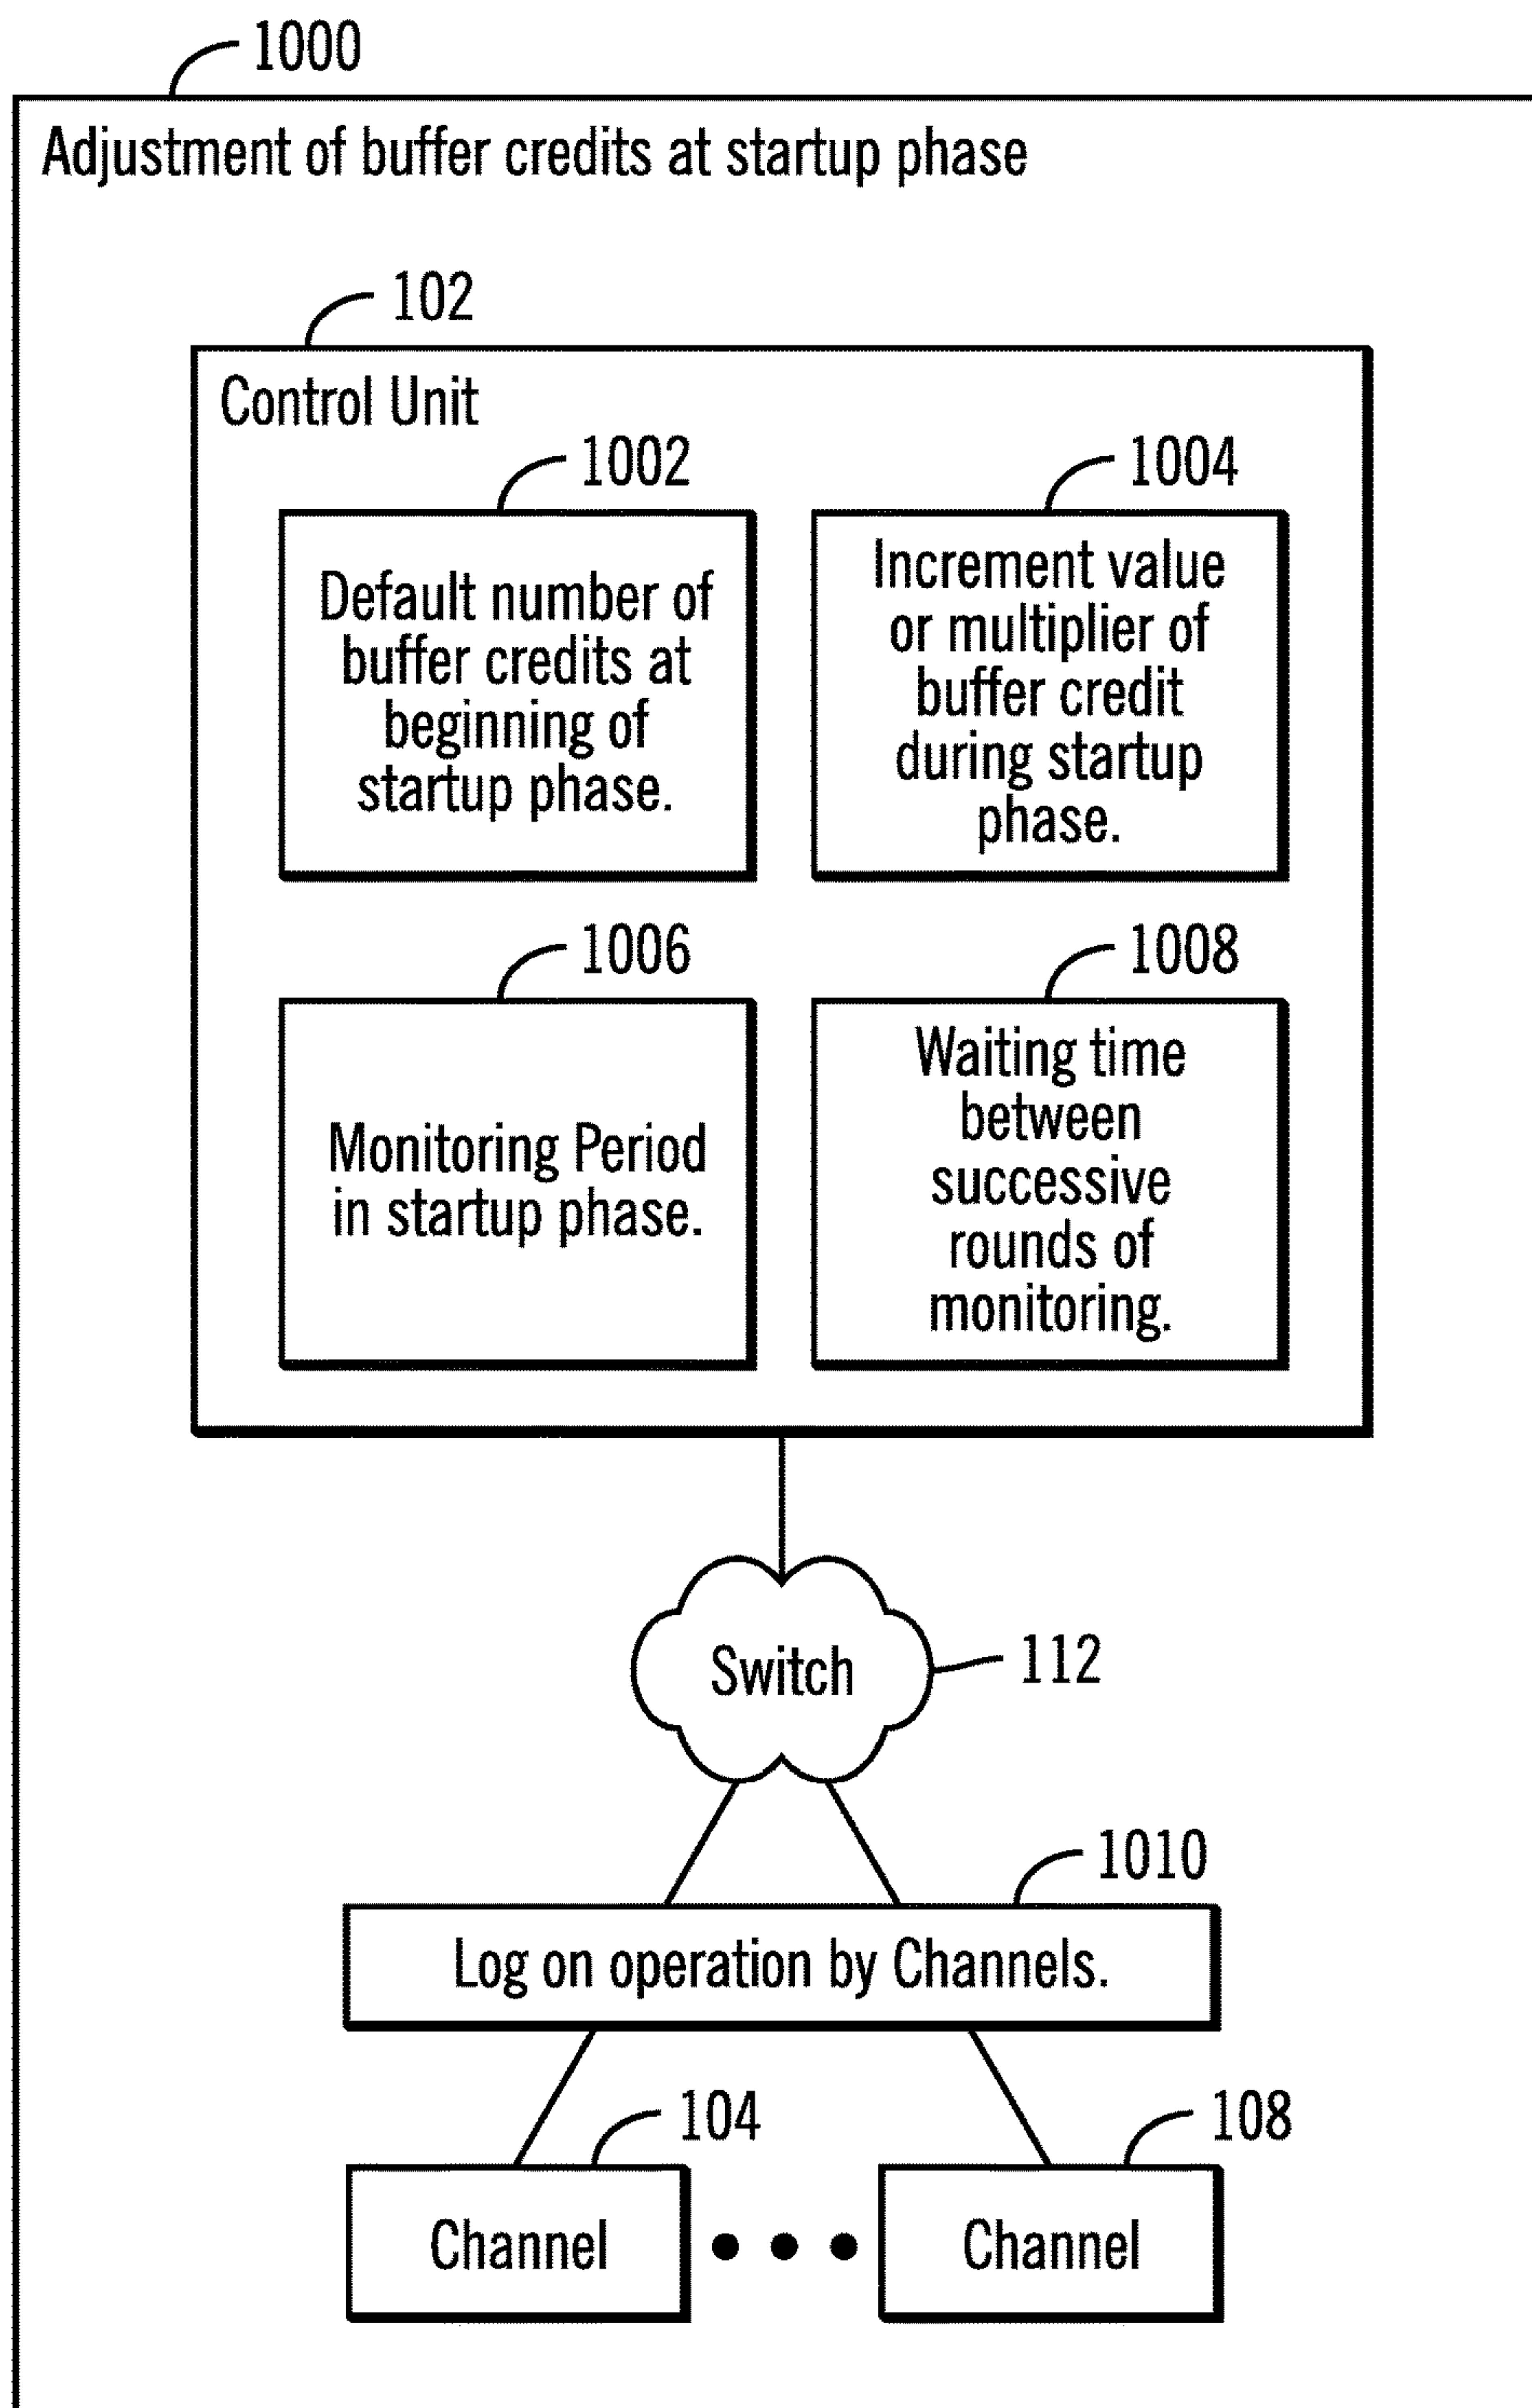 1000
Adjustment of buffer credits at startup phase
102
Control Unit
1002
Default number of
buffer credits at
beginning of
startup phase.
1004
Increment value
or multiplier of
buffer credit
during startup
phase.
1006
Monitoring Period
in startup phase.
1008
Waiting time
between
successive
rounds of
monitoring.
Switch
112
1010
Log on operation by Channels.
104
Channel
108
Channel